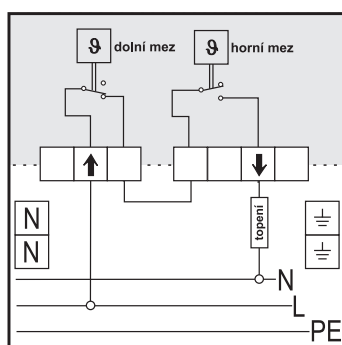 ϑ dolní mez
ϑ horní mez
topení
N
N
N
L
PE